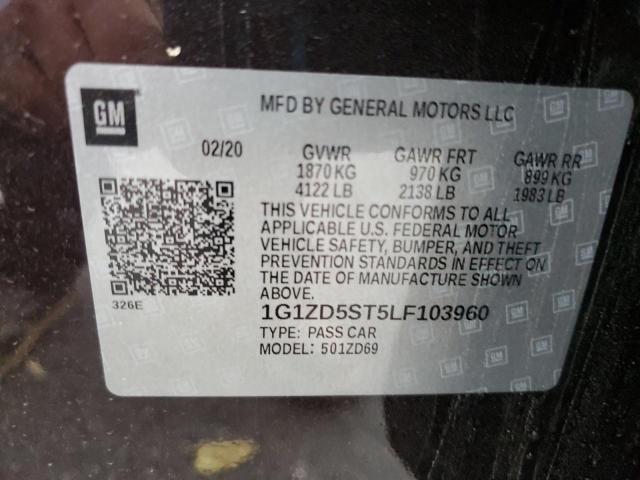 GM
MFD BY GENERAL MOTORS LLC
02/20 GVWR GAWR FRT GAWR RR
1870 KG 970 KG 899 KG
4122 LB 2138 LB 1983 LB
THIS VEHICLE CONFORMS TO ALL
APPLICABLE U.S. FEDERAL MOTOR
VEHICLE SAFETY, BUMPER, AND THEFT
PREVENTION STANDARDS IN EFFECT ON
THE DATE OF MANUFACTURE SHOWN
ABOVE.
326E
1G1ZD5ST5LF103960
TYPE: PASS CAR
MODEL: 501ZD69